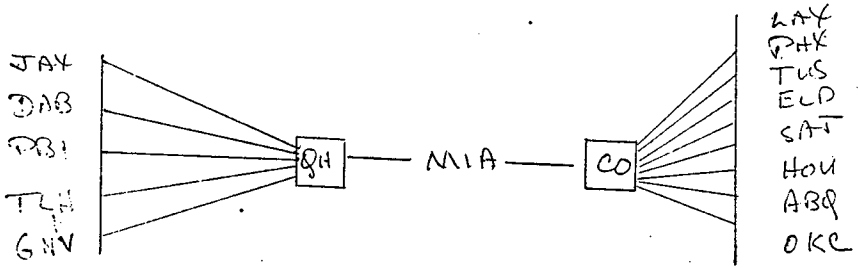 JAX
DAB
PBI
TLH
GNV
QH
MIA
CO
LAX
PHX
TUS
ELP
SAT
HOU
ABQ
OKC